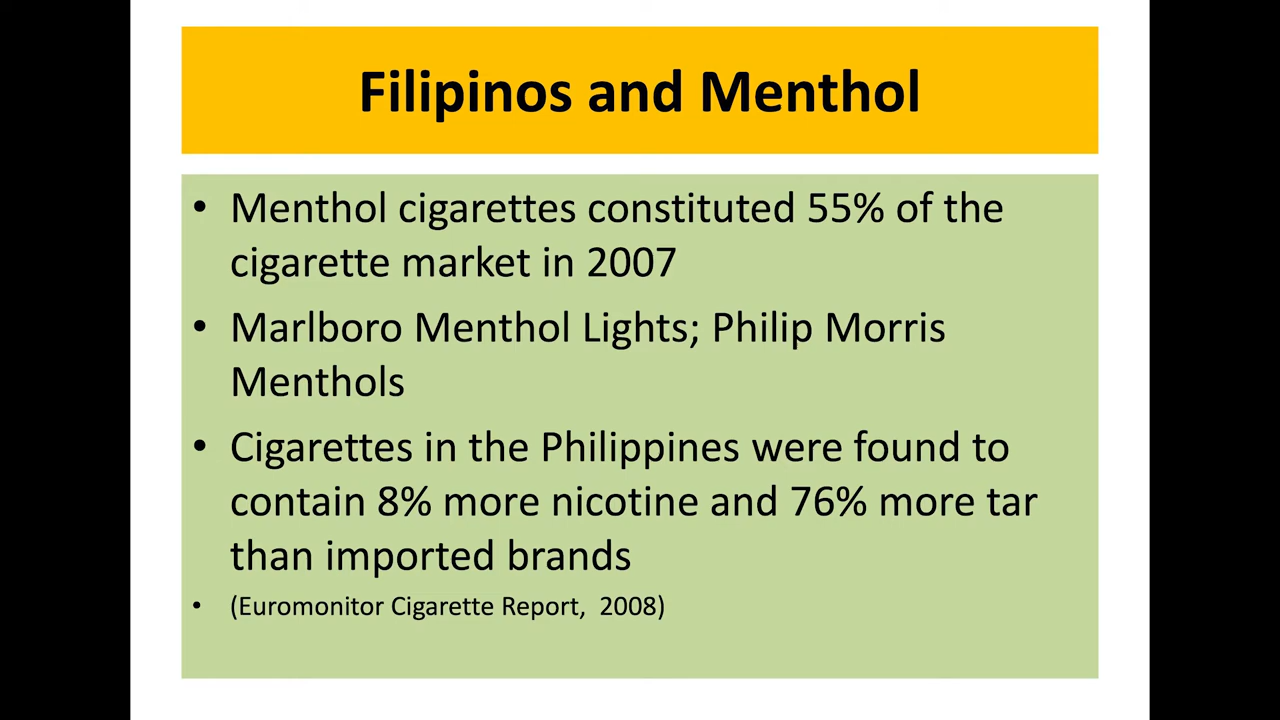 Filipinos and Menthol
• Menthol cigarettes constituted 55% of the
cigarette market in 2007
• Marlboro Menthol Lights; Philip Morris
Menthols
• Cigarettes in the Philippines were found to
contain 8% more nicotine and 76% more tar
than imported brands
• (Euromonitor Cigarette Report,  2008)